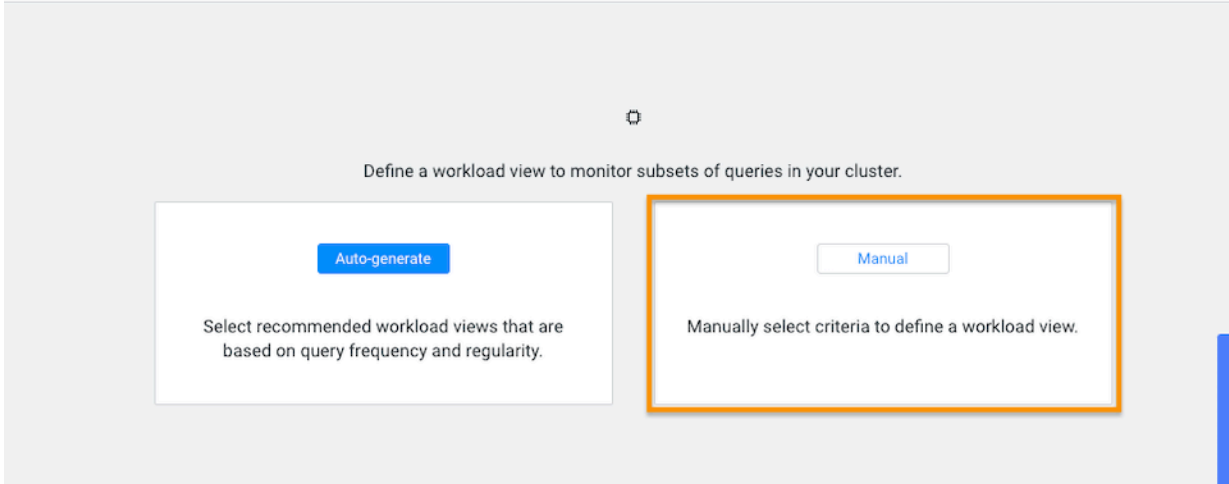 Define a workload view to monitor subsets of queries in your cluster.
Auto-generate
Select recommended workload views that are
based on query frequency and regularity.
Manual
Manually select criteria to define a workload view.